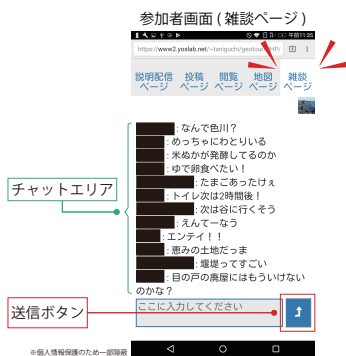 参加者画面 ( 雑談ページ )
午前11:35
https://www2.yoslab.net/~taniguchi/geotour/HP/
説明配信 投稿 閲覧 地図 雑談
ページ ページ ページ ページ ページ
: なんで色川？
: めっちゃにわとりいる
: 米ぬかが発酵してるのか
: ゆで卵食べたい！
: たまごあったけぇ
チャットエリア
: トイレ次は2時間後！
: 次は谷に行くそう
: えんてーなう
: エンテイ！！
: 恵みの土地だっま
: 堰堤ってすごい
: 目の戸の廃屋にはもういけない
のかな？
送信ボタン
ここに入力してください
※個人情報保護のため一部隠蔽